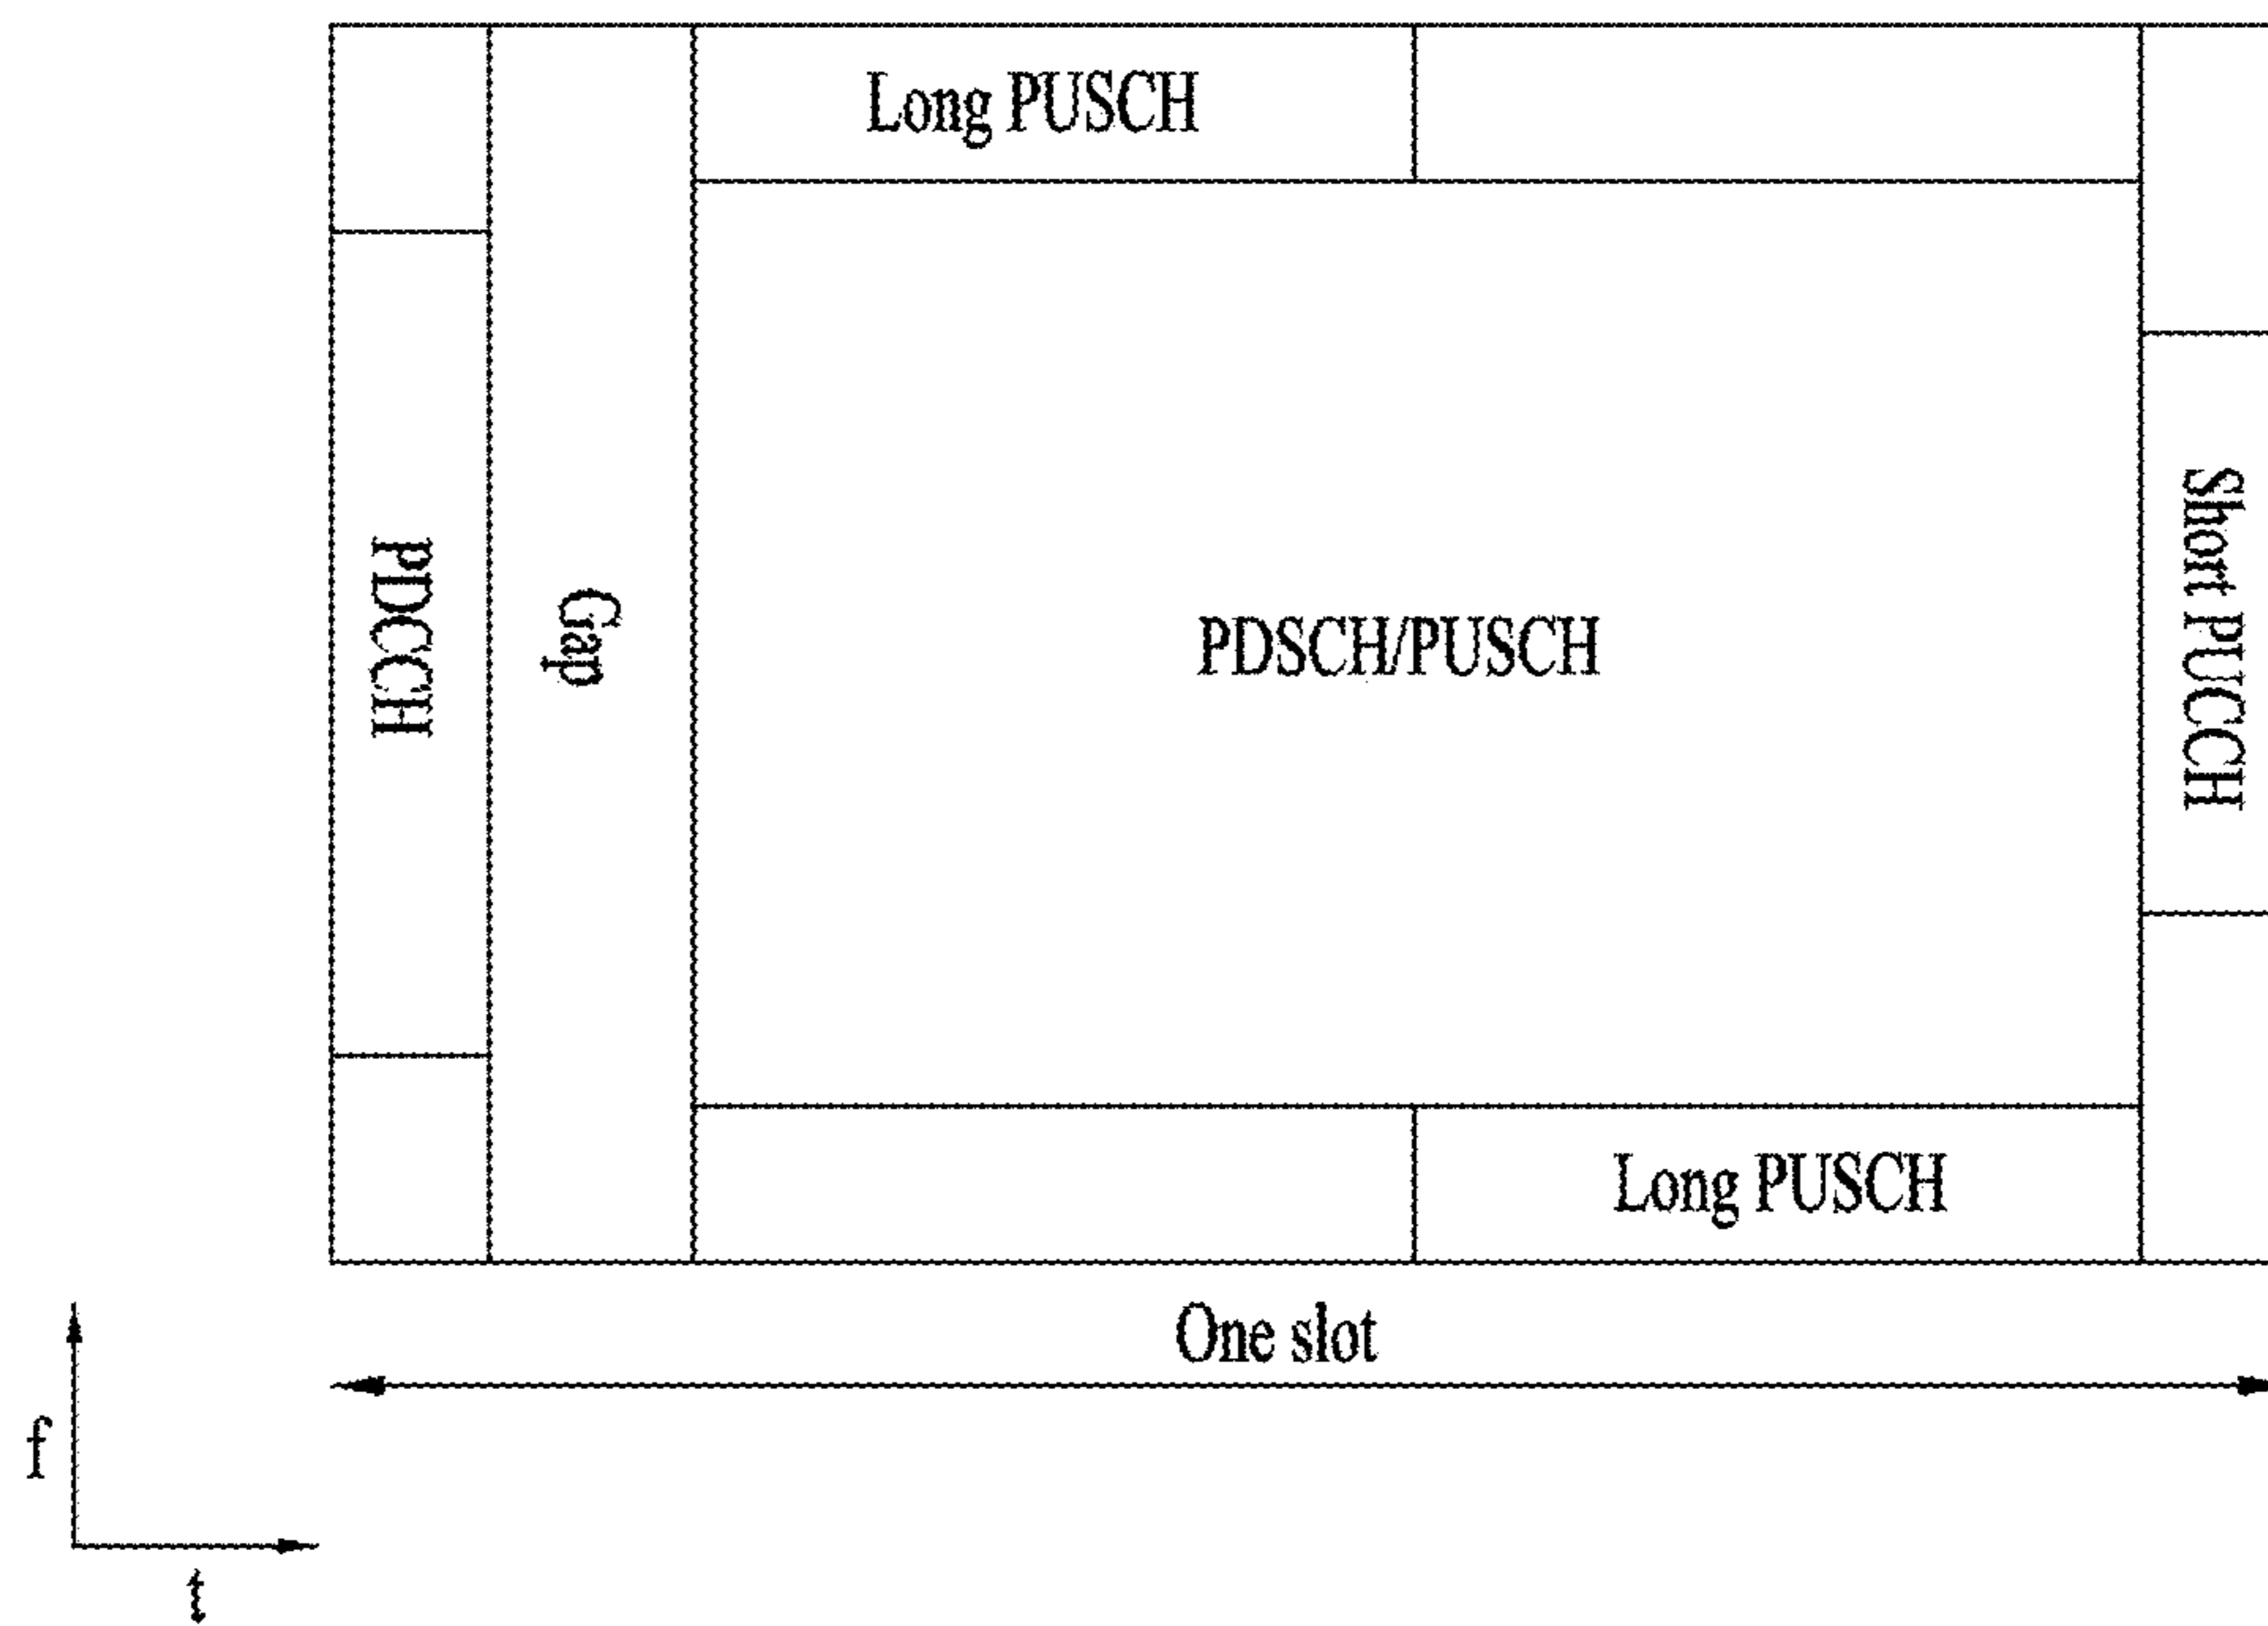 Long PUSCH
PDCCH
Gap
PDSCH/PUSCH
Short PUCCH
Long PUSCH
One slot
f
t